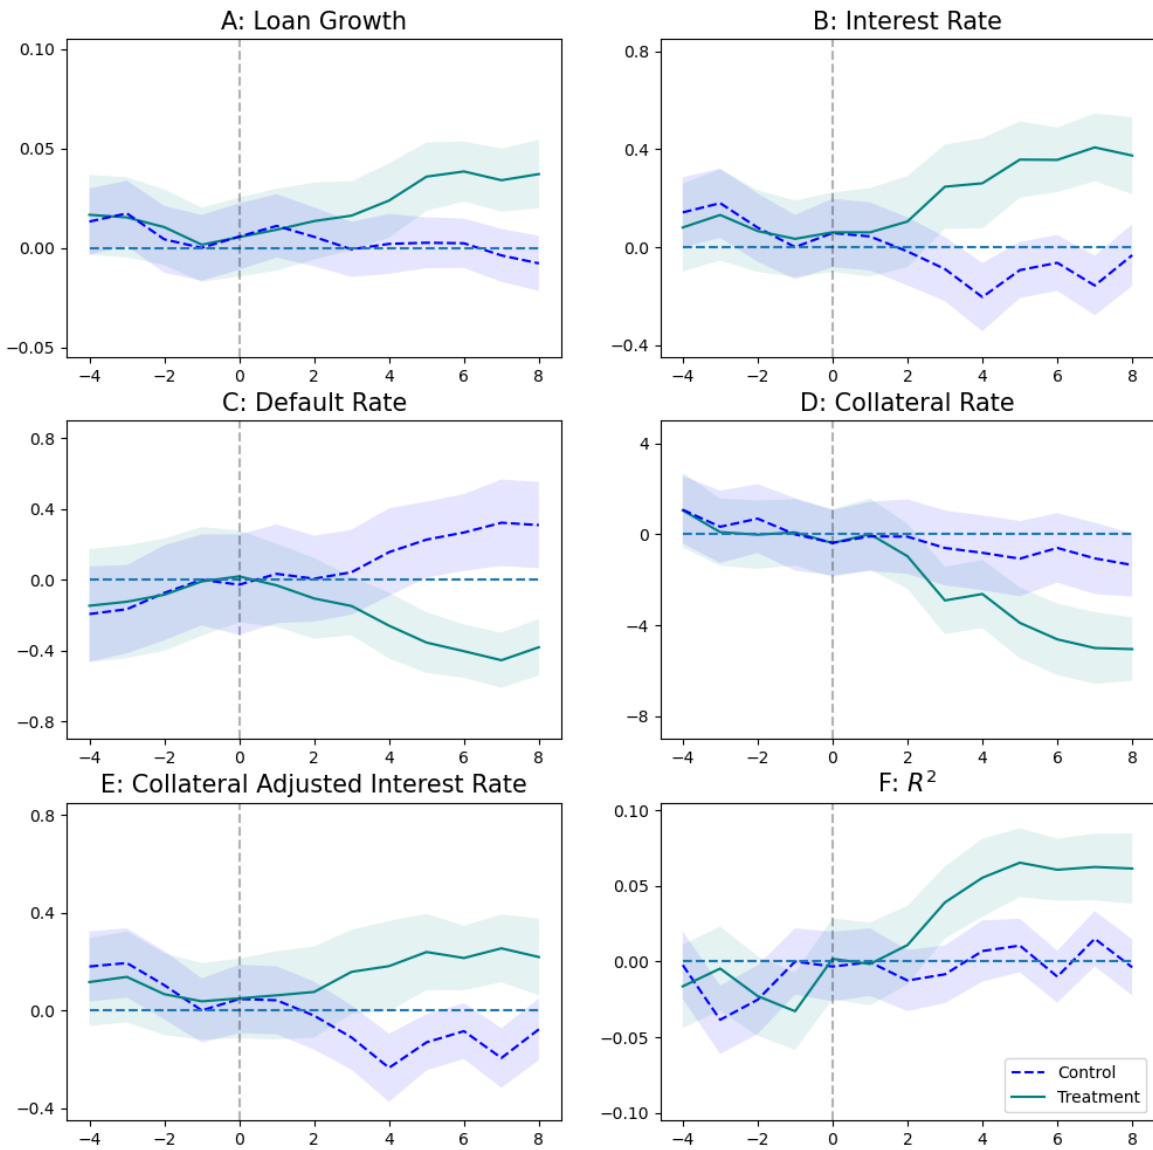 A: Loan Growth
0.10
0.05
0.00
−0.05
−4 −2 0 2 4 6 8
B: Interest Rate
0.8
0.4
0.0
−0.4
−4 −2 0 2 4 6 8
C: Default Rate
0.8
0.4
0.0
−0.4
−0.8
−4 −2 0 2 4 6 8
D: Collateral Rate
4
0
−4
−8
−4 −2 0 2 4 6 8
E: Collateral Adjusted Interest Rate
0.8
0.4
0.0
−0.4
−4 −2 0 2 4 6 8
F: R²
0.10
0.05
0.00
−0.05
−0.10
Control
Treatment
−4 −2 0 2 4 6 8